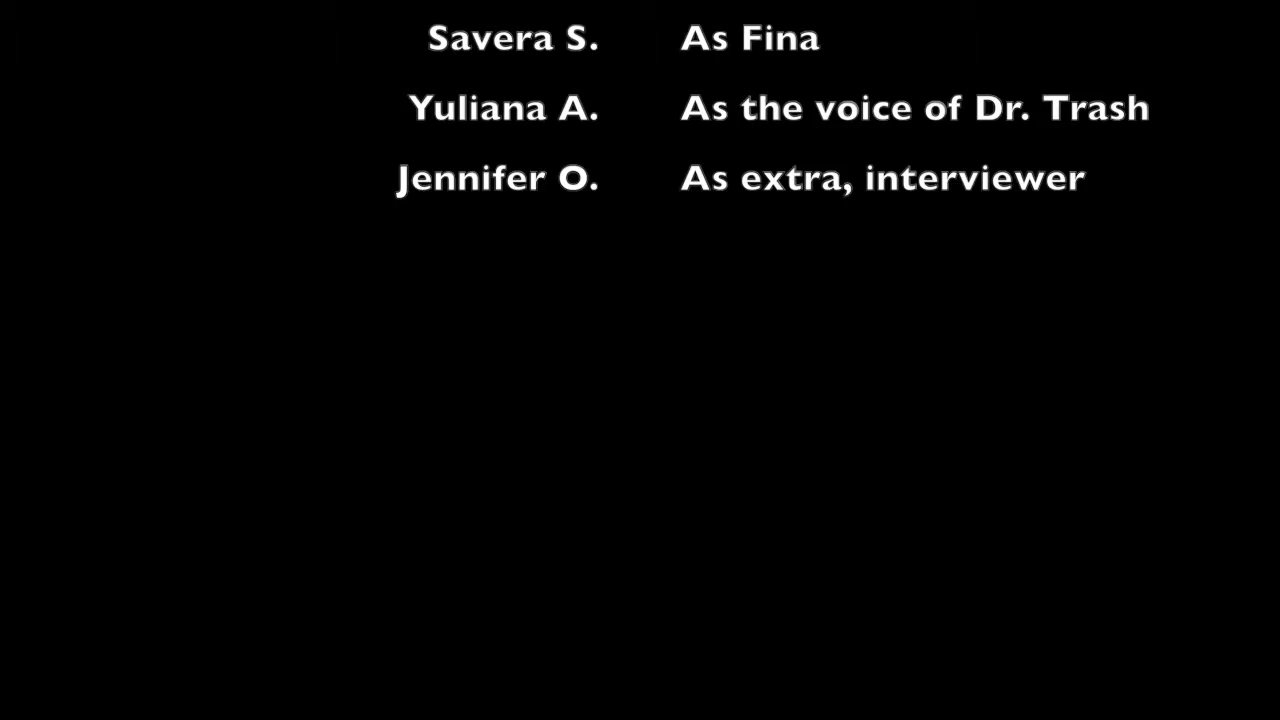 Savera S. As Fina
Yuliana A. As the voice of Dr. Trash
Jennifer O. As extra, interviewer